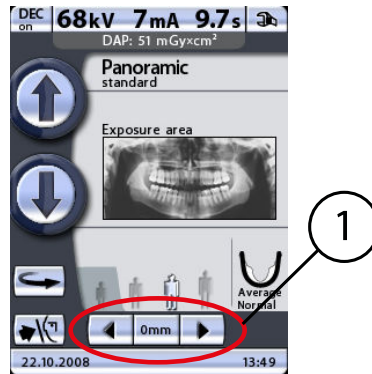 DEC on 68kV 7mA 9.7s
DAP: 51 mGy×cm²
Panoramic
standard
Exposure area
1
Average
Normal
0mm
22.10.2008 13:49